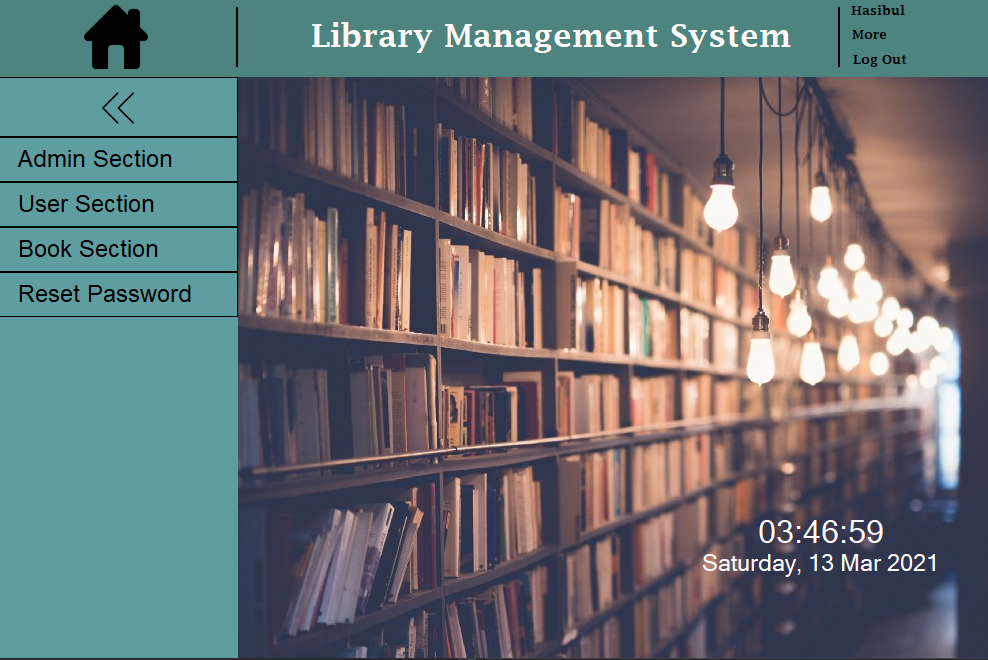 Library Management System
Hasibul
More
Log Out
Admin Section
User Section
Book Section
Reset Password
03:46:59
Saturday, 13 Mar 2021